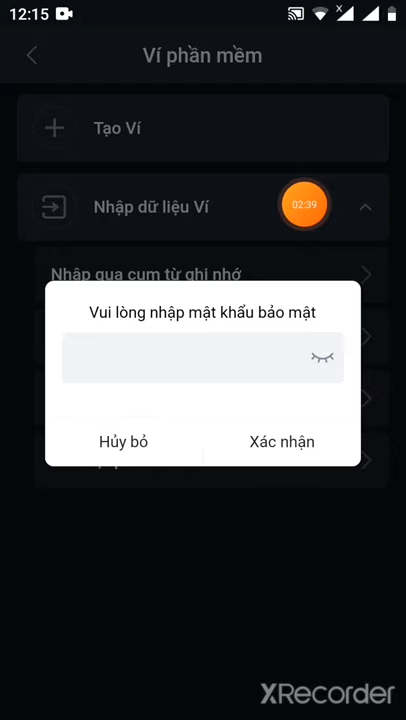 12:15
Ví phần mềm
Tạo Ví
Nhập dữ liệu Ví
02:39
Nhập qua cụm từ ghi nhớ
Vui lòng nhập mật khẩu bảo mật
Hủy bỏ
Xác nhận
XRecorder